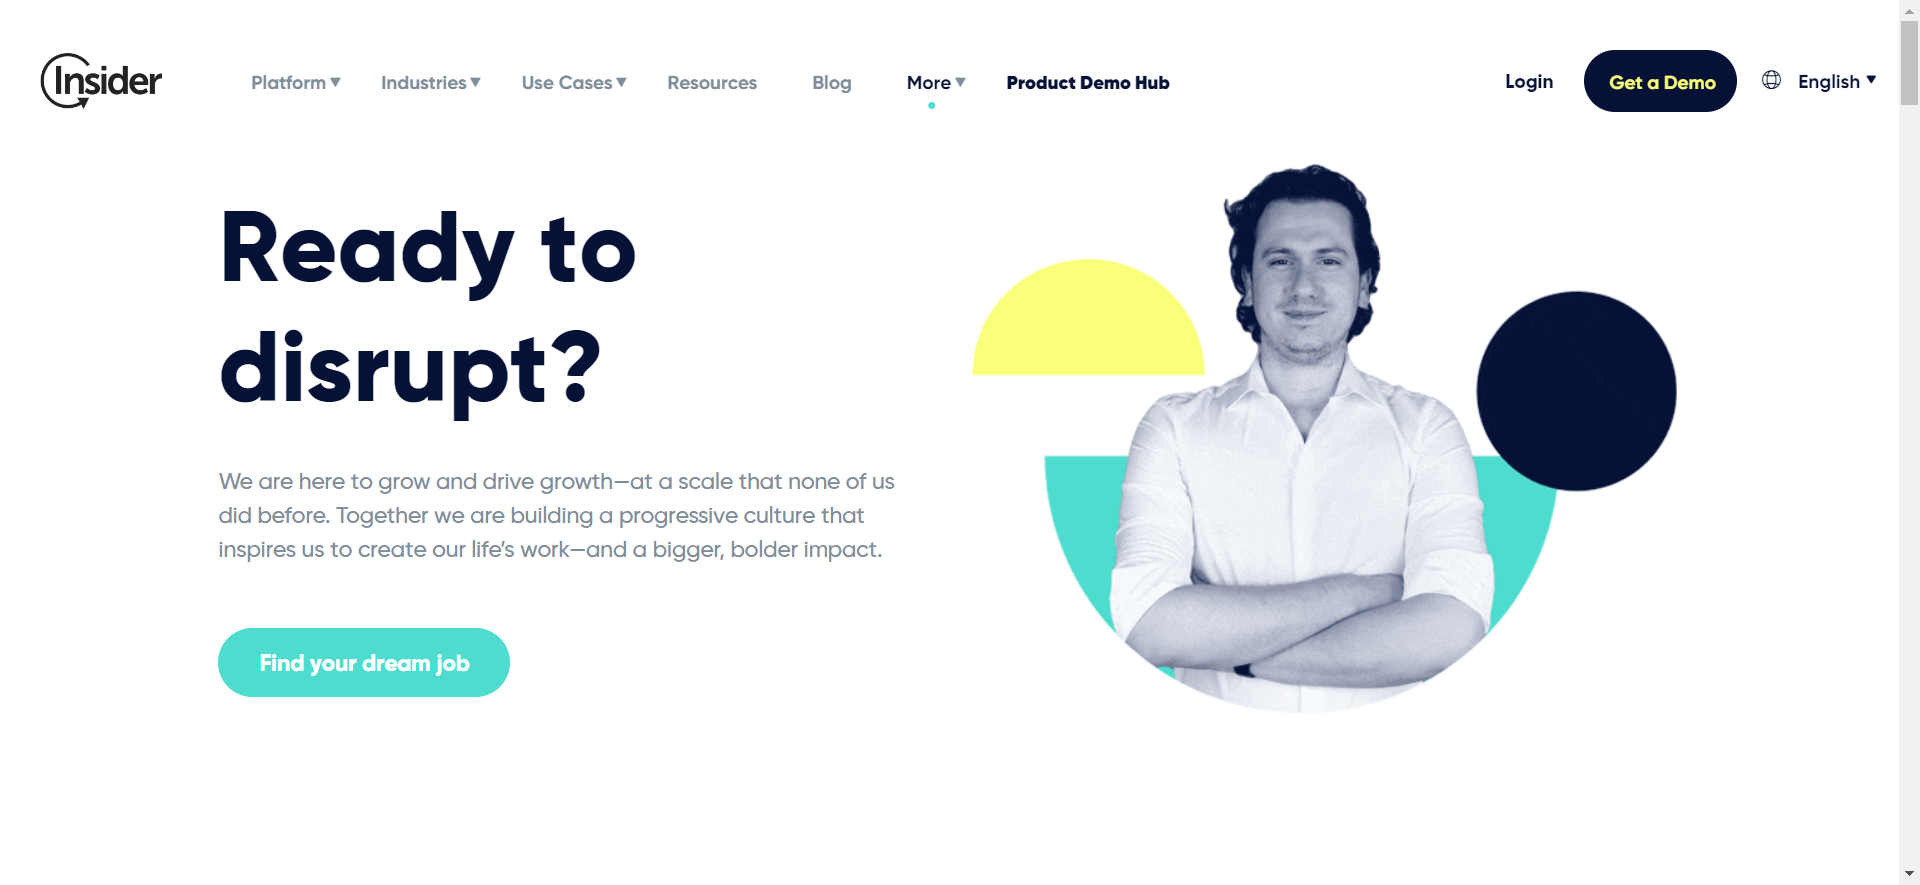 Insider
Platform
Industries
Use Cases
Resources
Blog
More
Product Demo Hub
Login
Get a Demo
English
Ready to
disrupt?
We are here to grow and drive growth—at a scale that none of us
did before. Together we are building a progressive culture that
inspires us to create our life’s work—and a bigger, bolder impact.
Find your dream job